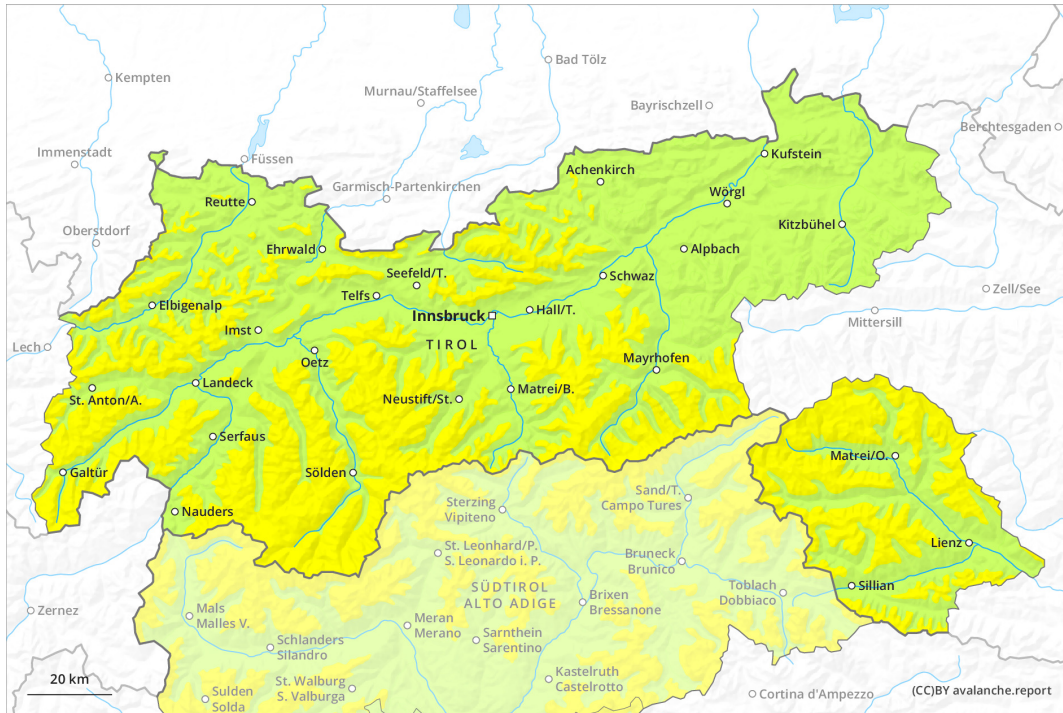 Kempten
Bad Tölz
Murnau/Staffelsee
Bayrischzell
Berchtesgaden
Immenstadt
Füssen
Kufstein
Achenkirch
Garmisch-Partenkirchen
Reutte
Wörgl
Oberstdorf
Kitzbühel
Ehrwald
Alpbach
Seefeld/T.
Schwaz
Zell/See
Telfs
Elbigenalp
Innsbruck
Hall/T.
Mittersill
Imst
Lech
TIROL
Oetz
Mayrhofen
Landeck
St. Anton/A.
Matrei/B.
Neustift/St.
Serfaus
Matrei/O.
Galtür
Sölden
Sand/T.
Campo Tures
Sterzing
Vipiteno
Nauders
Lienz
St. Leonhard/P.
S. Leonardo i. P.
Bruneck
Brunico
Sillian
Toblach
Dobbiaco
SÜDTIROL
ALTO ADIGE
Brixen
Bressanone
Zernez
Mals
Malles V.
Meran
Merano
Sarnthein
Sarentino
Schlanders
Silandro
20 km
St. Walburg
S. Valburga
Kastelruth
Castelrotto
Sulden
Solda
Cortina d'Ampezzo
(CC)BY avalanche.report